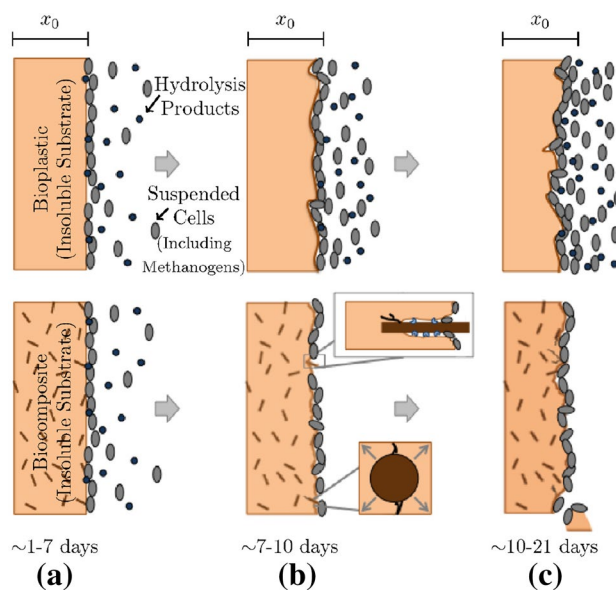 x₀
x₀
x₀
Bioplastic
(Insoluble Substrate)
Hydrolysis
Products
Suspended
Cells
(Including
Methanogens)
Biocomposite
(Insoluble Substrate)
~1-7 days
~7-10 days
~10-21 days
(a)
(b)
(c)